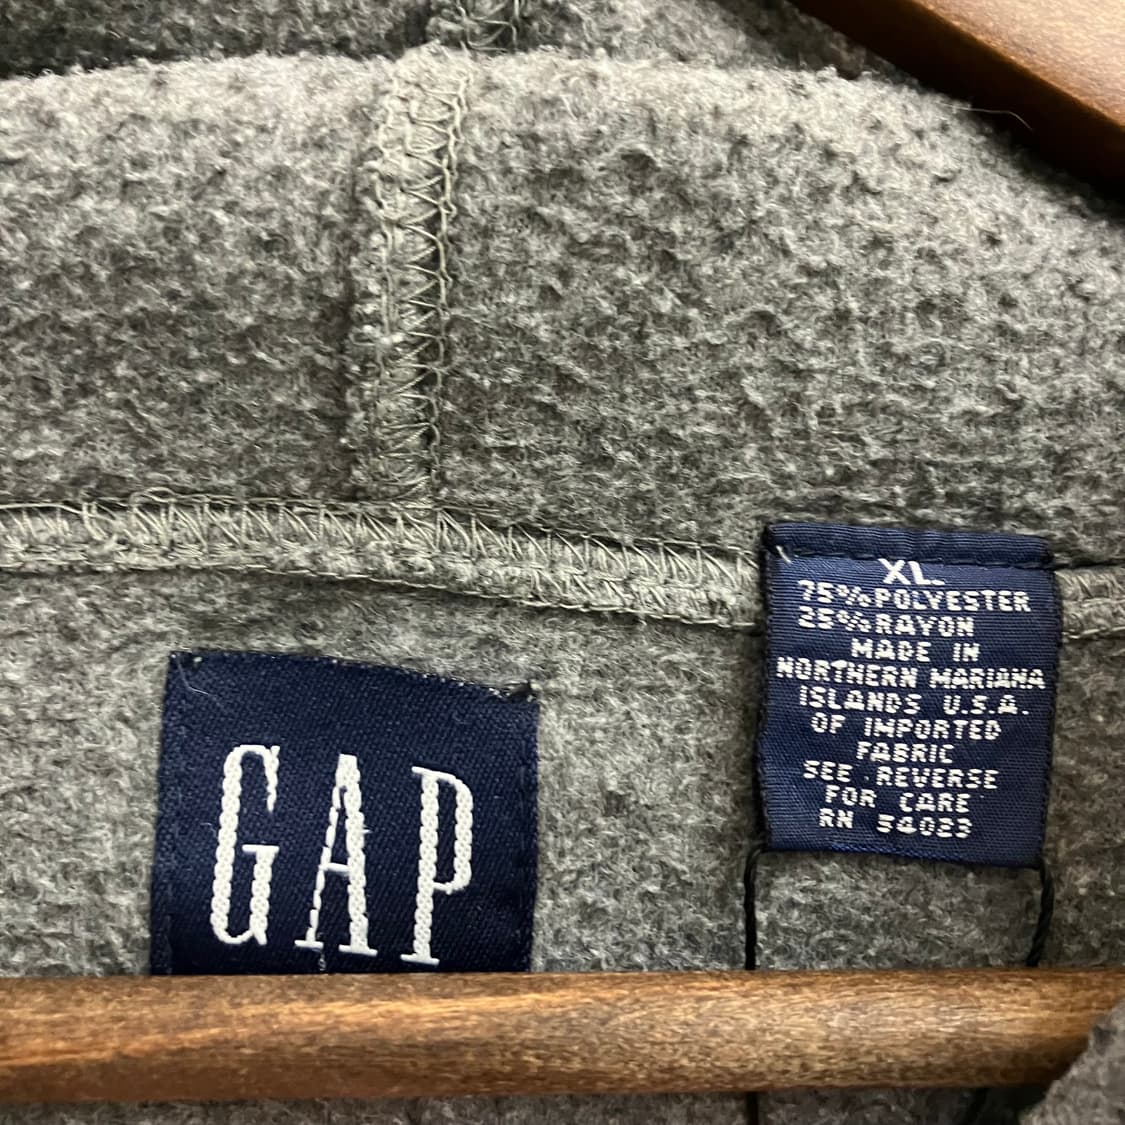 GAP
XL
75% POLYESTER
25% RAYON
MADE IN
NORTHERN MARIANA
ISLANDS U.S.A.
OF IMPORTED
FABRIC
SEE REVERSE
FOR CARE
RN 54023